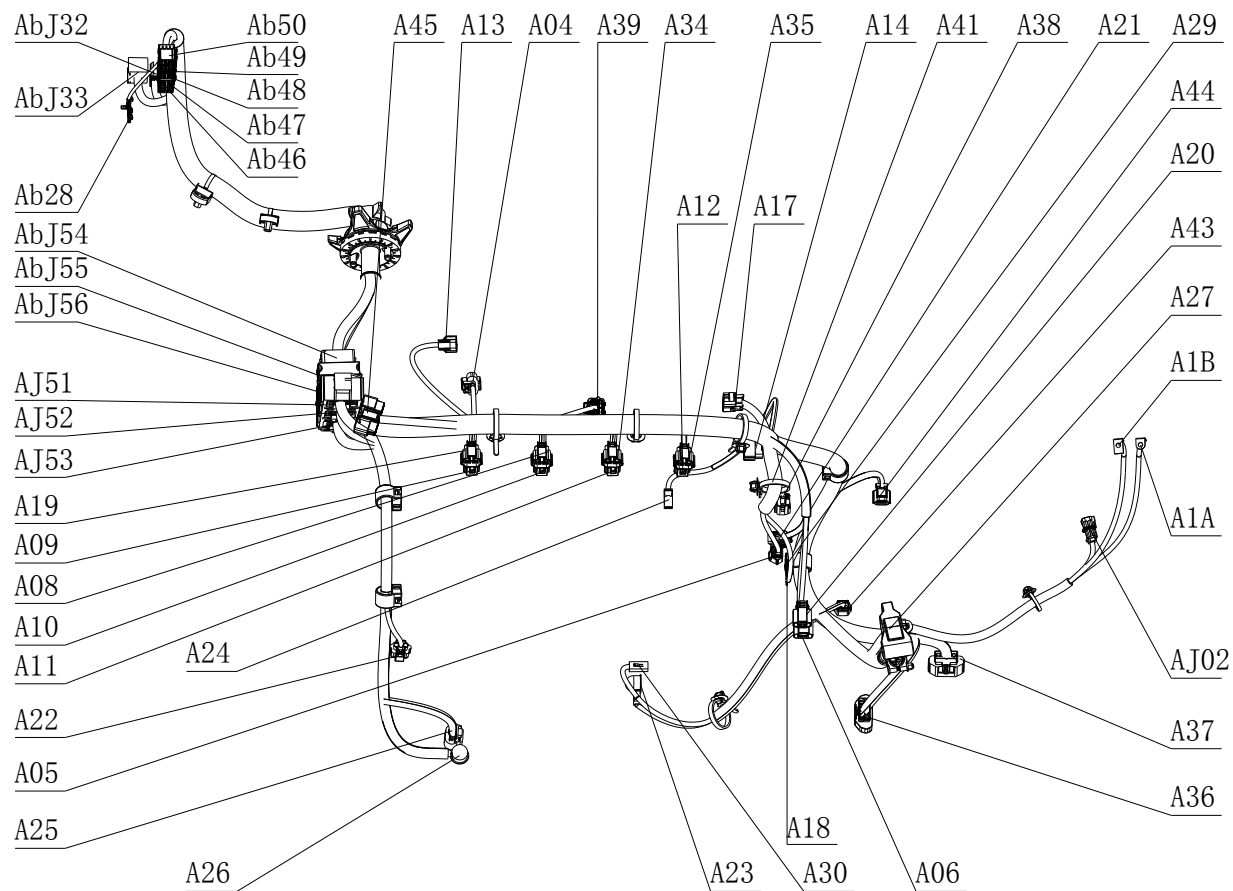 AbJ32 Ab50 A45 A13 A04 A39 A34 A35 A14 A41 A38 A21 A29
Ab49
A44
AbJ33 Ab48
Ab47
A20
Ab46
Ab28 A12 A17 A43
AbJ54
AbJ55 A27
AbJ56
A1B
AJ51
AJ52
AJ53
A19 A1A
A09
A08
A10
A11 A24 AJ02
A22
A37
A05
A36
A25 A18
A26 A23 A30 A06